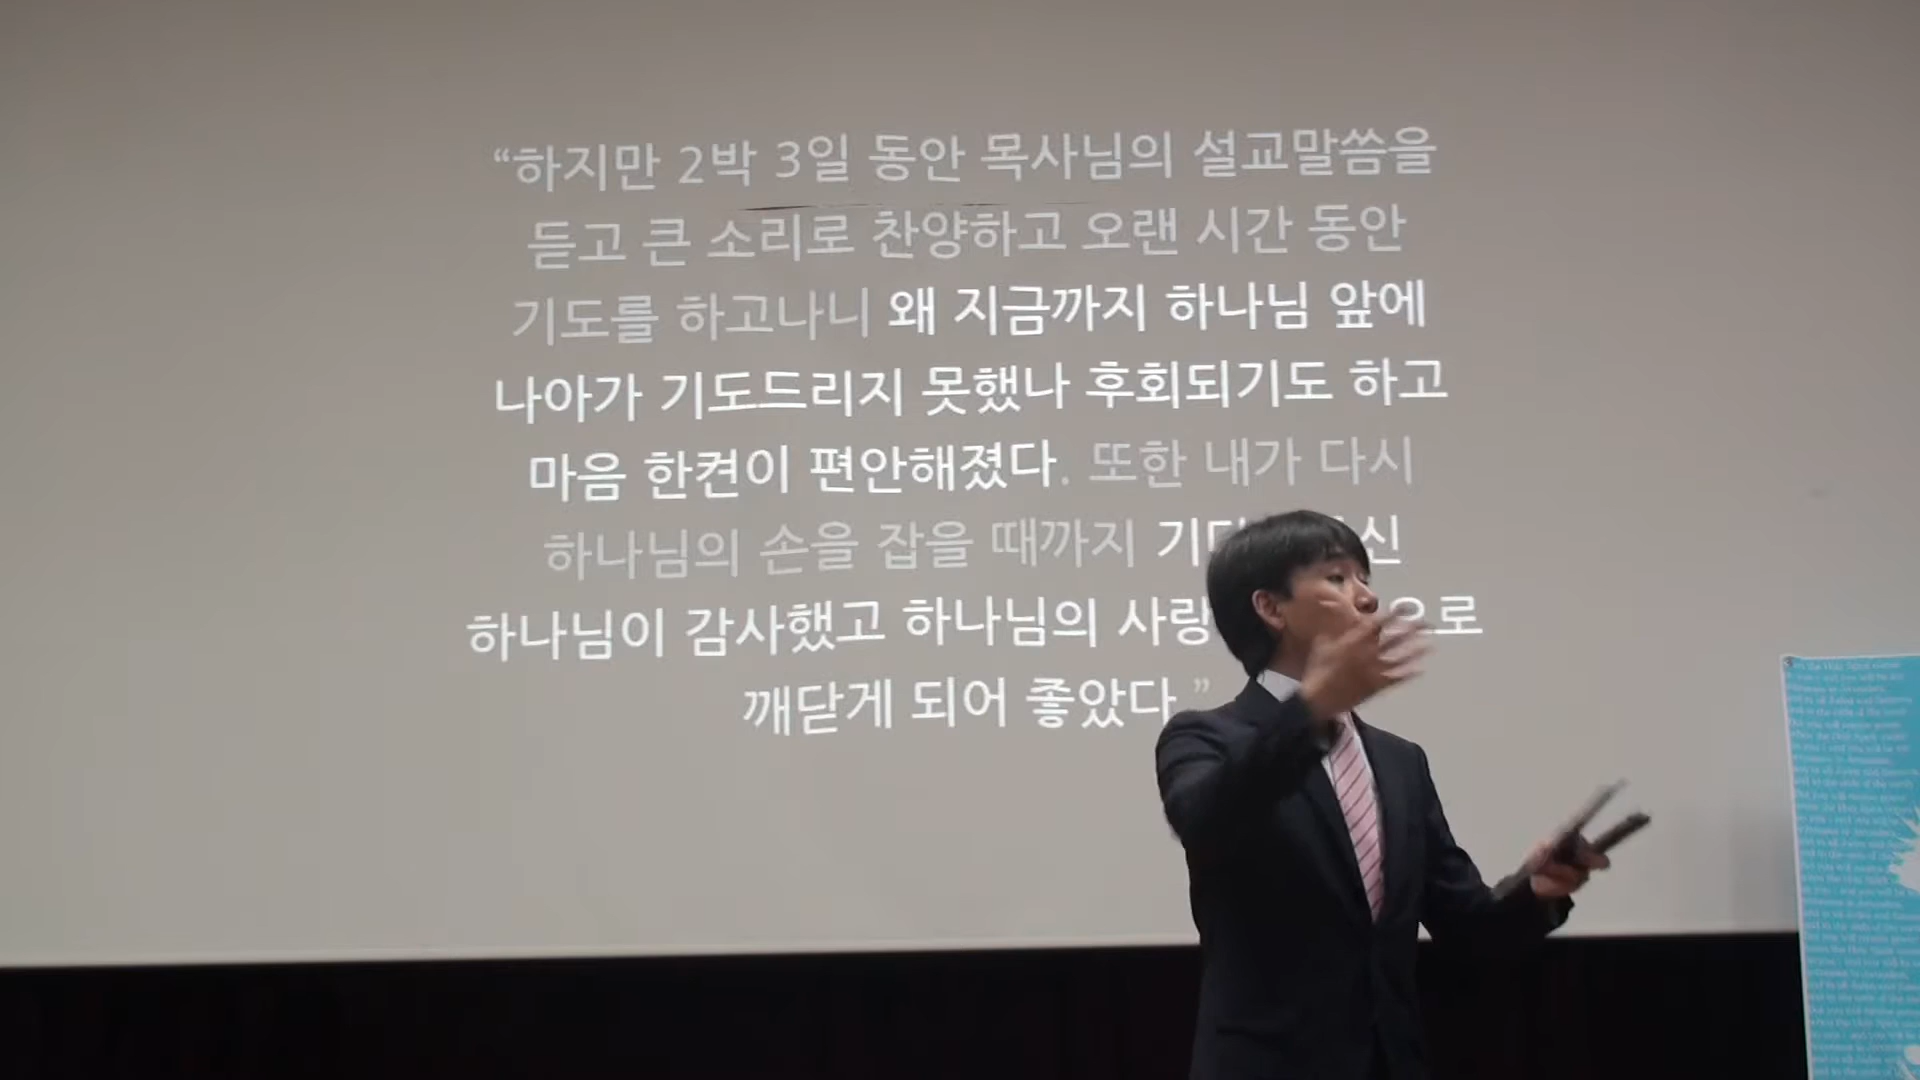 “하지만 2박 3일 동안 목사님의 설교말씀을
듣고 큰 소리로 찬양하고 오랜 시간 동안
기도를 하고나니 왜 지금까지 하나님 앞에
나아가 기도드리지 못했나 후회되기도 하고
마음 한켠이 편안해졌다. 또한 내가 다시
하나님의 손을 잡을 때까지
하나님이 감사했고 하나님의
깨닫게 되어 좋았다 ”